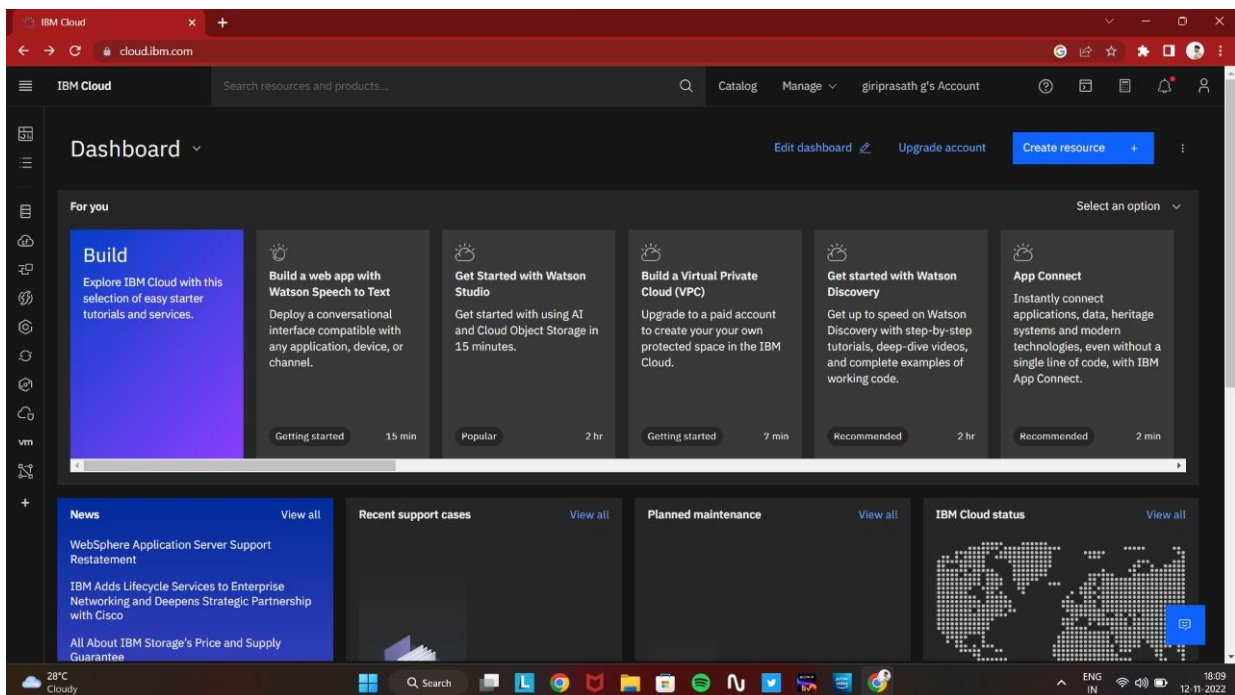 IBM Cloud
cloud.ibm.com
IBM Cloud
Search resources and products...
Catalog
Manage
giriprasath g's Account
Dashboard
Edit dashboard
Upgrade account
Create resource +
For you
Select an option
Build
Explore IBM Cloud with this
selection of easy starter
tutorials and services.
Build a web app with
Watson Speech to Text
Deploy a conversational
interface compatible with
any application, device, or
channel.
Getting started
15 min
Get Started with Watson
Studio
Get started with using AI
and Cloud Object Storage in
15 minutes.
Popular
2 hr
Build a Virtual Private
Cloud (VPC)
Upgrade to a paid account
to create your your own
protected space in the IBM
Cloud.
Getting started
7 min
Get started with Watson
Discovery
Get up to speed on Watson
Discovery with step-by-step
tutorials, deep-dive videos,
and complete examples of
working code.
Recommended
2 hr
App Connect
Instantly connect
applications, data, heritage
systems and modern
technologies, even without a
single line of code, with IBM
App Connect.
Recommended
2 min
vm
News
View all
WebSphere Application Server Support
Restatement
IBM Adds Lifecycle Services to Enterprise
Networking and Deepens Strategic Partnership
with Cisco
All About IBM Storage's Price and Supply
Guarantee
Recent support cases
View all
Planned maintenance
View all
IBM Cloud status
View all
28°C
Cloudy
Search
ENG
IN
18:09
12-11-2022